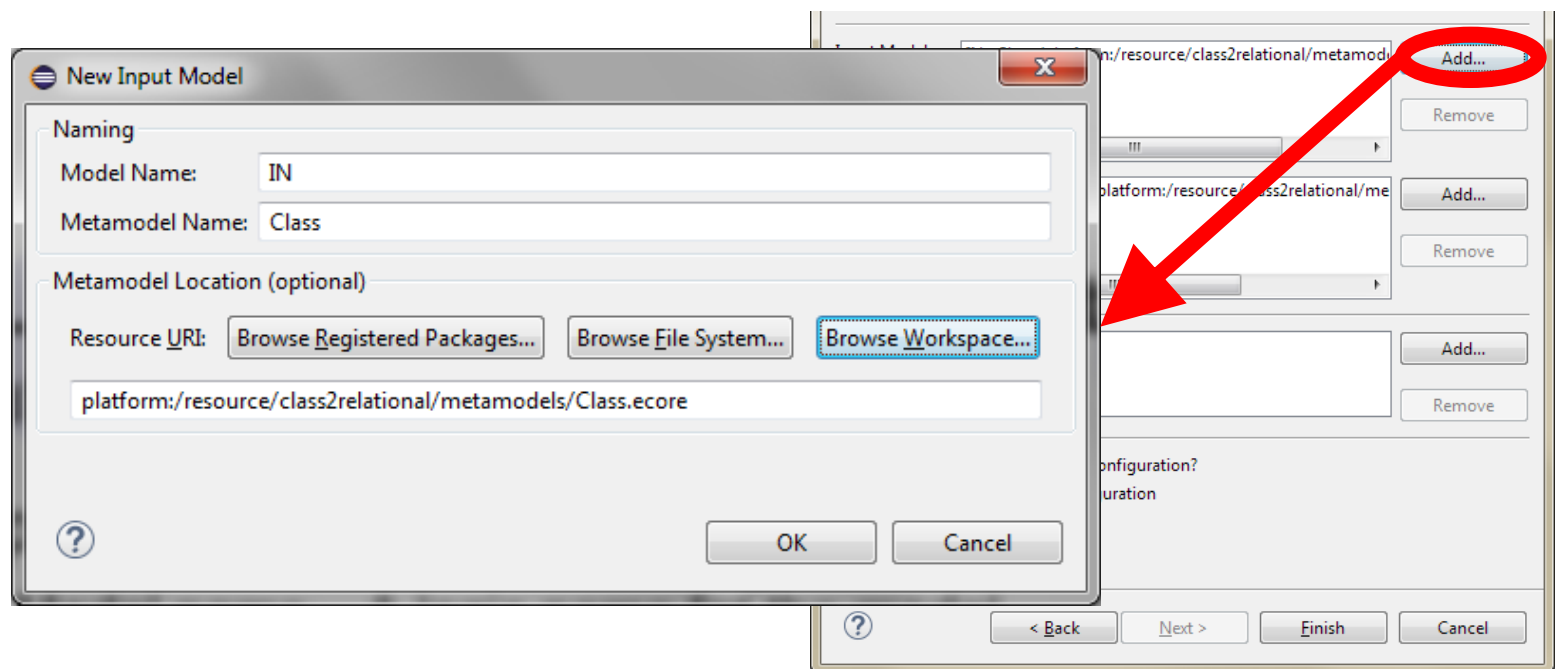 New Input Model
Naming
Model Name: IN
Metamodel Name: Class
Metamodel Location (optional)
Resource URI: Browse Registered Packages... Browse File System... Browse Workspace...
platform:/resource/class2relational/metamodels/Class.ecore
OK Cancel
:/resource/class2relational/metamod Add...
Remove
platform:/resource/ 2relational/me Add...
Remove
Add...
Remove
onfiguration?
uration
< Back Next > Finish Cancel